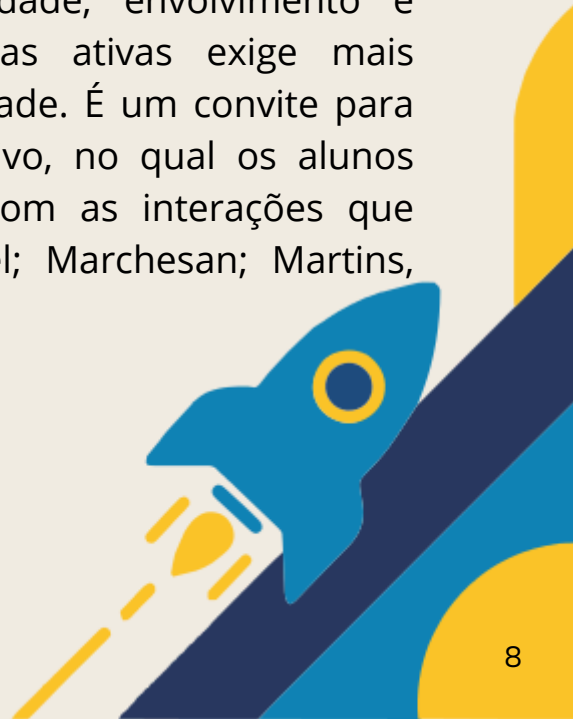 envolvimento e
as ativas exige mais
ade. É um convite para
vo, no qual os alunos
om as interações que
l; Marchesan; Martins,
8